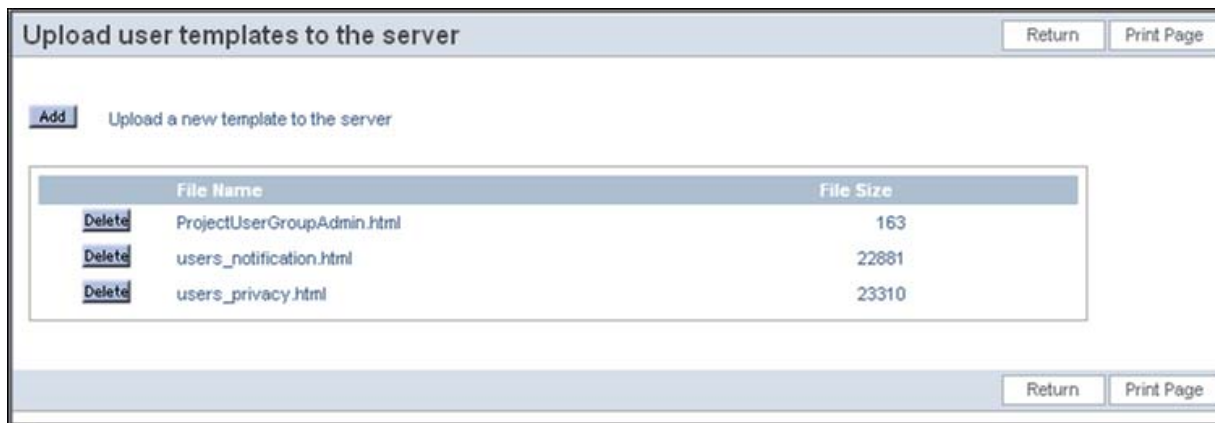 Upload user templates to the server Return Print Page
Add Upload a new template to the server
File Name File Size
Delete ProjectUserGroupAdmin.html 163
Delete users_notification.html 22881
Delete users_privacy.html 23310
Return Print Page